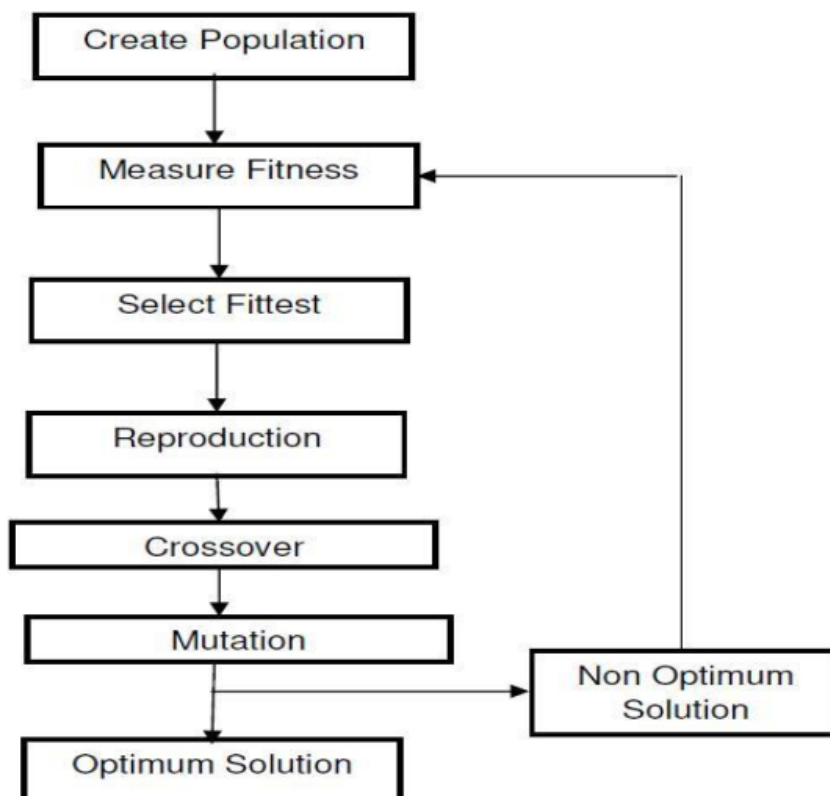 Create Population
Measure Fitness
Select Fittest
Reproduction
Crossover
Mutation
Non Optimum
Solution
Optimum Solution